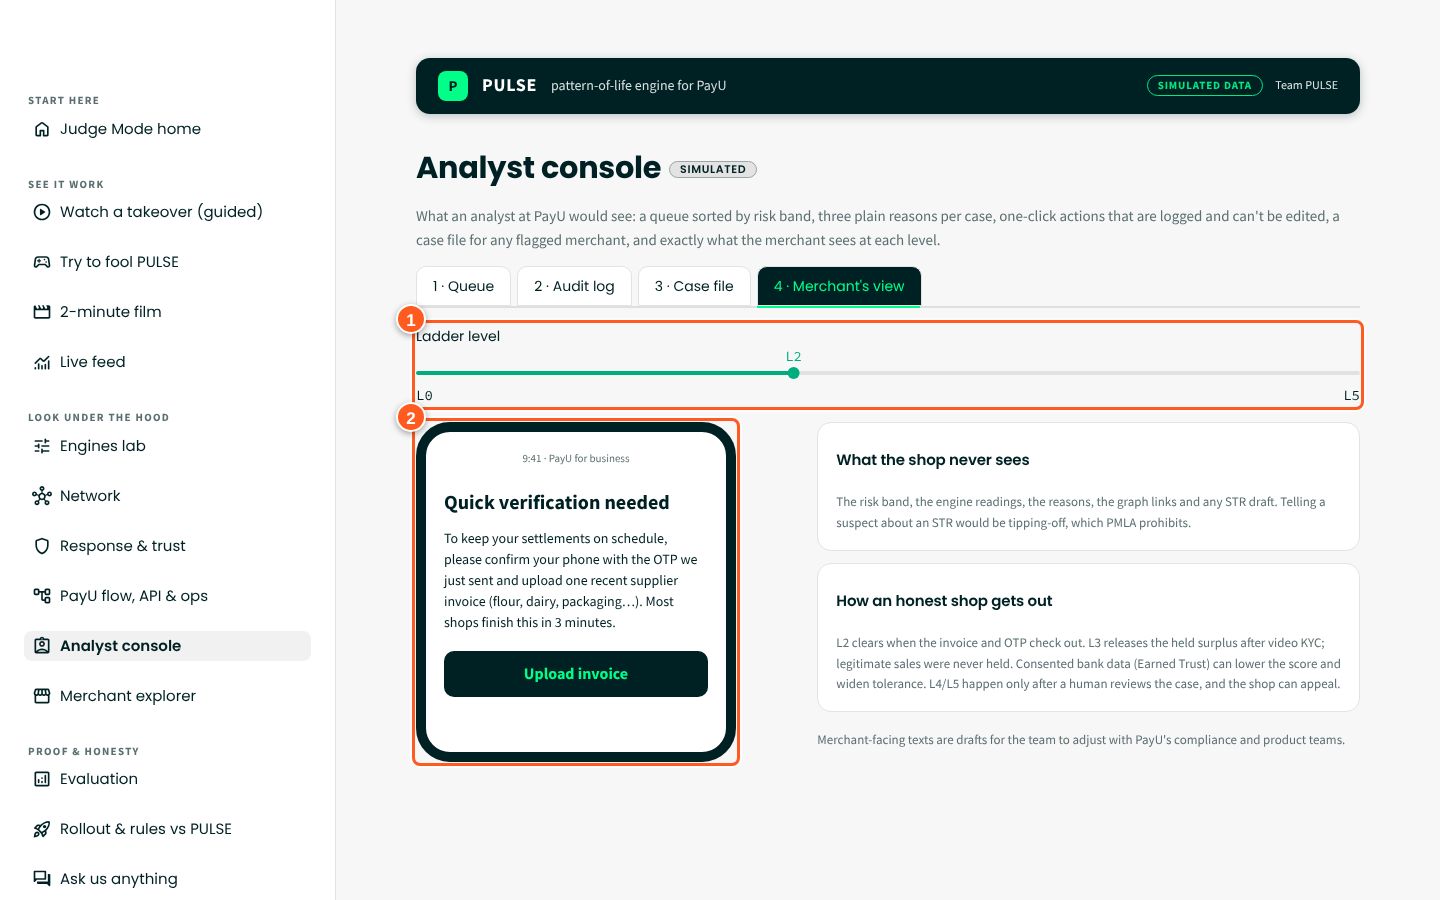 START HERE
Judge Mode home
SEE IT WORK
Watch a takeover (guided)
Try to fool PULSE
2-minute film
Live feed
LOOK UNDER THE HOOD
Engines lab
Network
Response & trust
PayU flow, API & ops
Analyst console
Merchant explorer
PROOF & HONESTY
Evaluation
Rollout & rules vs PULSE
Ask us anything
P PULSE pattern-of-life engine for PayU SIMULATED DATA Team PULSE
Analyst console SIMULATED
What an analyst at PayU would see: a queue sorted by risk band, three plain reasons per case, one-click actions that are logged and can't be edited, a
case file for any flagged merchant, and exactly what the merchant sees at each level.
1 · Queue 2 · Audit log 3 · Case file 4 · Merchant's view
1
Ladder level
L2
L0 L5
2
9:41 · PayU for business
Quick verification needed
To keep your settlements on schedule,
please confirm your phone with the OTP we
just sent and upload one recent supplier
invoice (flour, dairy, packaging...). Most
shops finish this in 3 minutes.
Upload invoice
What the shop never sees
The risk band, the engine readings, the reasons, the graph links and any STR draft. Telling a
suspect about an STR would be tipping-off, which PMLA prohibits.
How an honest shop gets out
L2 clears when the invoice and OTP check out. L3 releases the held surplus after video KYC;
legitimate sales were never held. Consented bank data (Earned Trust) can lower the score and
widen tolerance. L4/L5 happen only after a human reviews the case, and the shop can appeal.
Merchant-facing texts are drafts for the team to adjust with PayU's compliance and product teams.